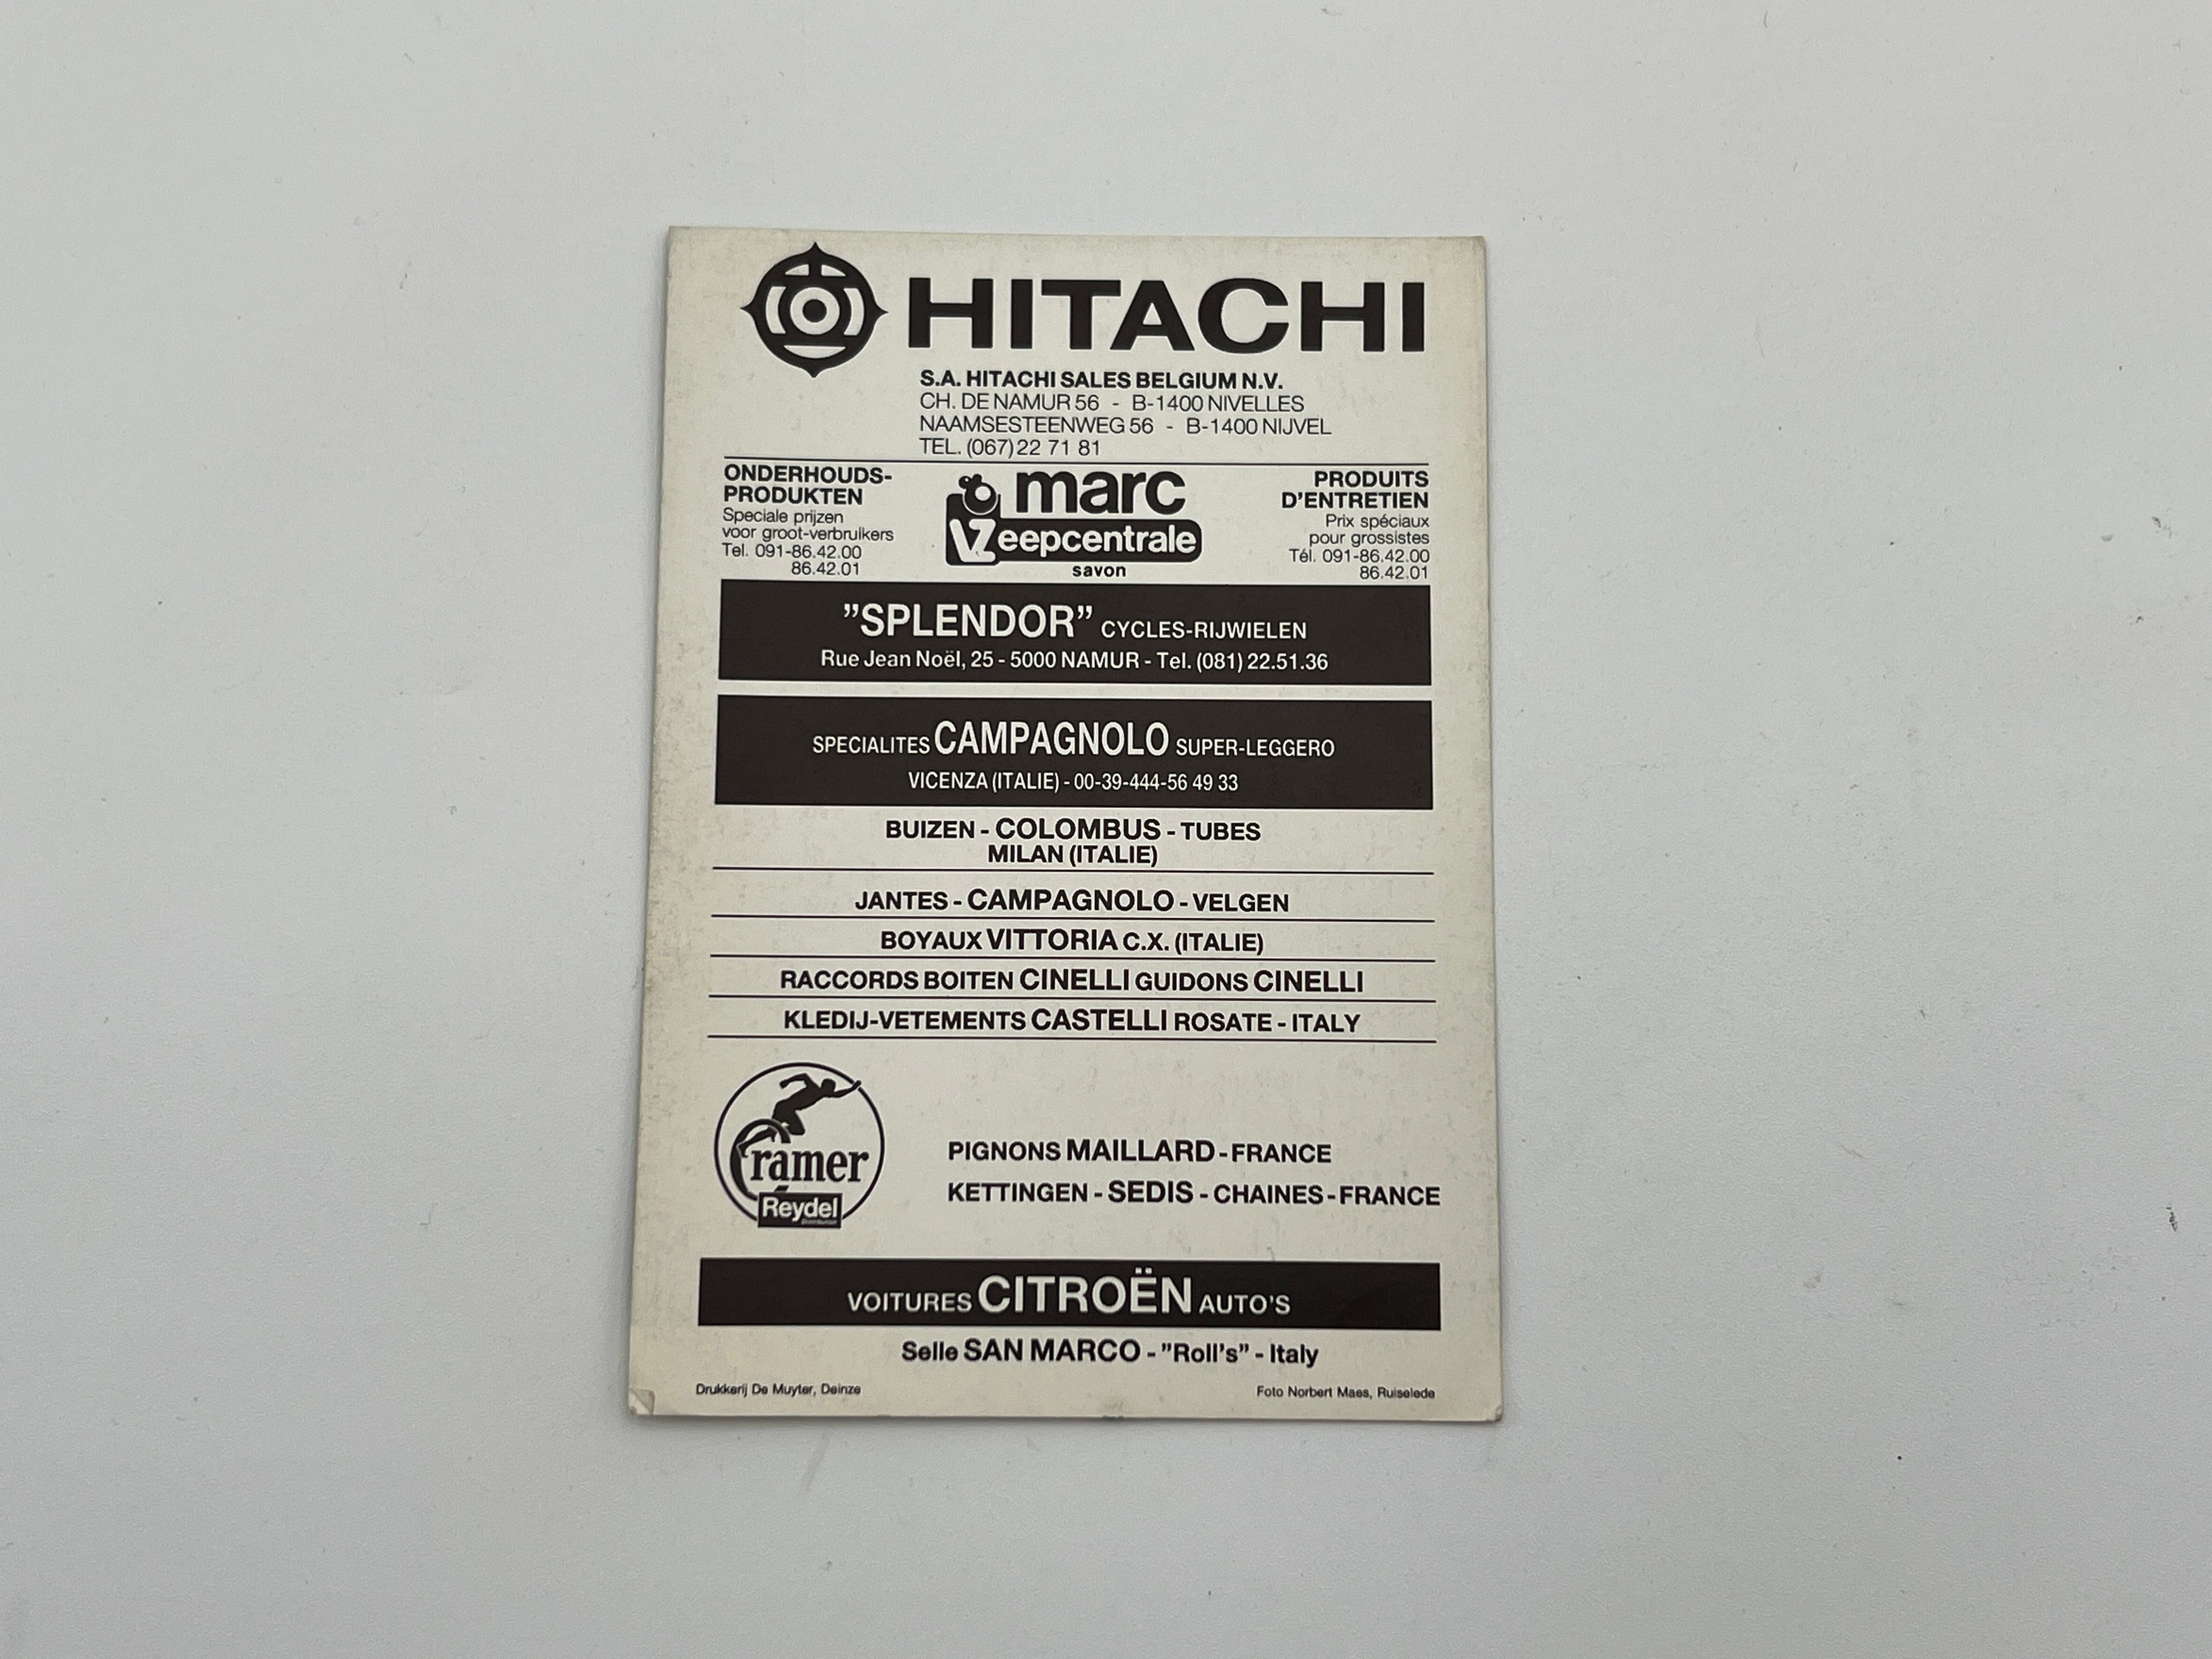 HITACHI
S.A. HITACHI SALES BELGIUM N.V.
CH. DE NAMUR 56 - B-1400 NIVELLES
NAAMSESTEENWEG 56 - B-1400 NIJVEL
TEL. (067) 22 71 81
ONDERHOUDS-
PRODUKTEN
Speciale prijzen
voor groot-verbruikers
Tel. 091-86.42.00
86.42.01
marc
VZeepcentrale
savon
PRODUITS
D'ENTRETIEN
Prix spéciaux
pour grossistes
Tél. 091-86.42.00
86.42.01
"SPLENDOR" CYCLES-RIJWIELEN
Rue Jean Noël, 25 - 5000 NAMUR - Tel. (081) 22.51.36
SPECIALITES CAMPAGNOLO SUPER-LEGGERO
VICENZA (ITALIE) - 00-39-444-56 49 33
BUIZEN - COLOMBUS - TUBES
MILAN (ITALIE)
JANTES - CAMPAGNOLO - VELGEN
BOYAUX VITTORIA C.X. (ITALIE)
RACCORDS BOITEN CINELLI GUIDONS CINELLI
KLEDIJ-VETEMENTS CASTELLI ROSATE - ITALY
Cramer
Reydel
PIGNONS MAILLARD - FRANCE
KETTINGEN - SEDIS - CHAINES - FRANCE
VOITURES CITROËN AUTO'S
Selle SAN MARCO - "Roll's" - Italy
Drukkerij De Muyter, Deinze
Foto Norbert Maes, Ruiselede